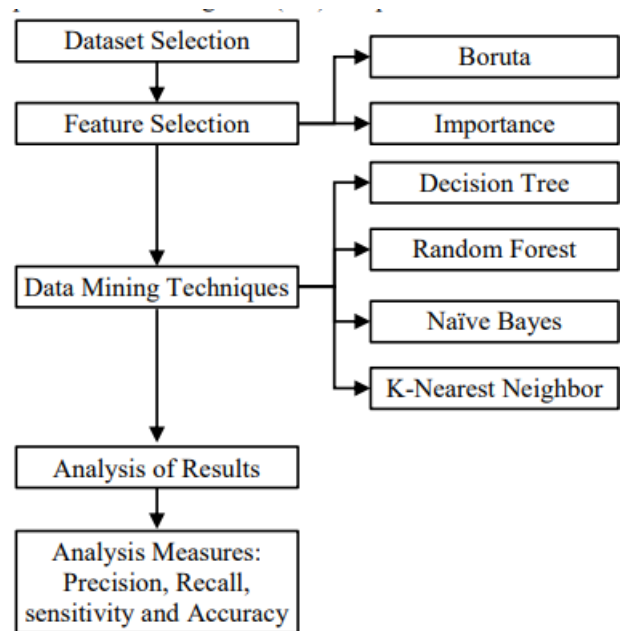 Dataset Selection
Boruta
Feature Selection
Importance
Decision Tree
Random Forest
Data Mining Techniques
Naïve Bayes
K-Nearest Neighbor
Analysis of Results
Analysis Measures:
Precision, Recall,
sensitivity and Accuracy